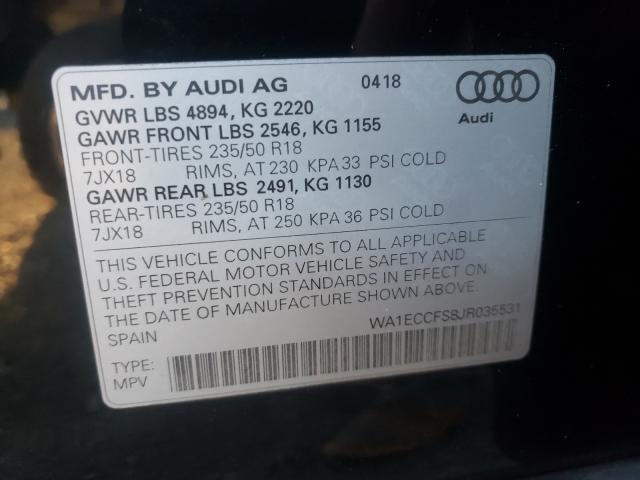 MFD. BY AUDI AG 0418
Audi
GVWR LBS 4894, KG 2220
GAWR FRONT LBS 2546, KG 1155
FRONT-TIRES 235/50 R18
7JX18 RIMS, AT 230 KPA 33 PSI COLD
GAWR REAR LBS 2491, KG 1130
REAR-TIRES 235/50 R18
7JX18 RIMS, AT 250 KPA 36 PSI COLD
THIS VEHICLE CONFORMS TO ALL APPLICABLE
U.S. FEDERAL MOTOR VEHICLE SAFETY AND
THEFT PREVENTION STANDARDS IN EFFECT ON
THE DATE OF MANUFACTURE SHOWN ABOVE.
SPAIN WA1ECCFS8JR035531
TYPE:
MPV